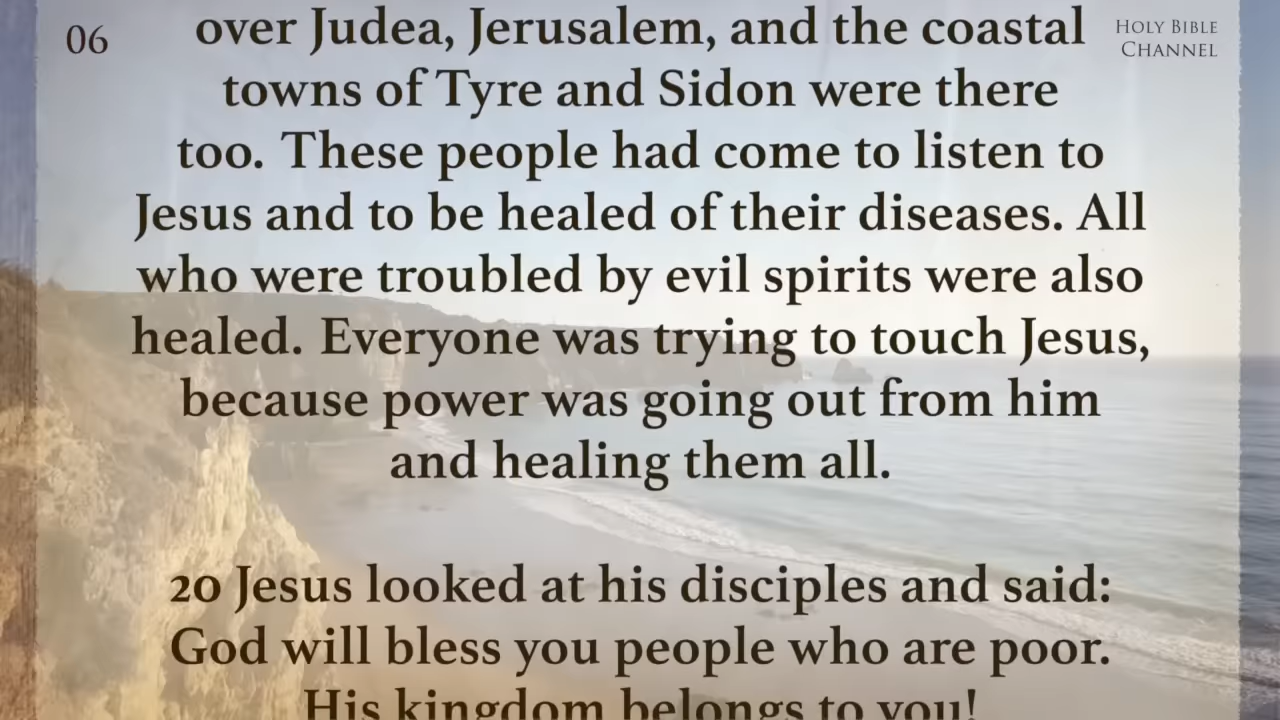 06
HOLY BIBLE
CHANNEL
over Judea, Jerusalem, and the coastal
towns of Tyre and Sidon were there
too. These people had come to listen to
Jesus and to be healed of their diseases. All
who were troubled by evil spirits were also
healed. Everyone was trying to touch Jesus,
because power was going out from him
and healing them all.
20 Jesus looked at his disciples and said:
God will bless you people who are poor.
His kingdom belongs to you!